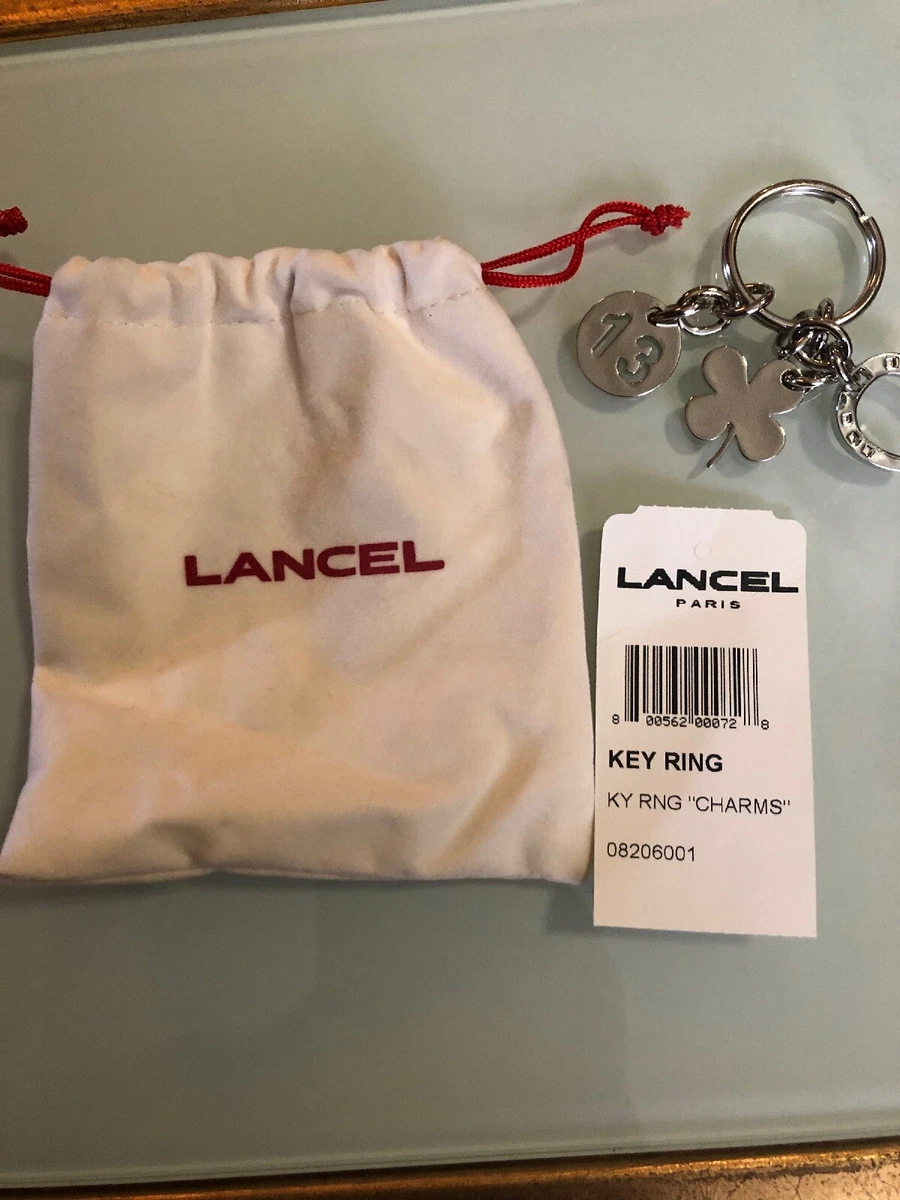 LANCEL
13
LANCEL
PARIS
8 00562 00072 8
KEY RING
KY RNG "CHARMS"
08206001